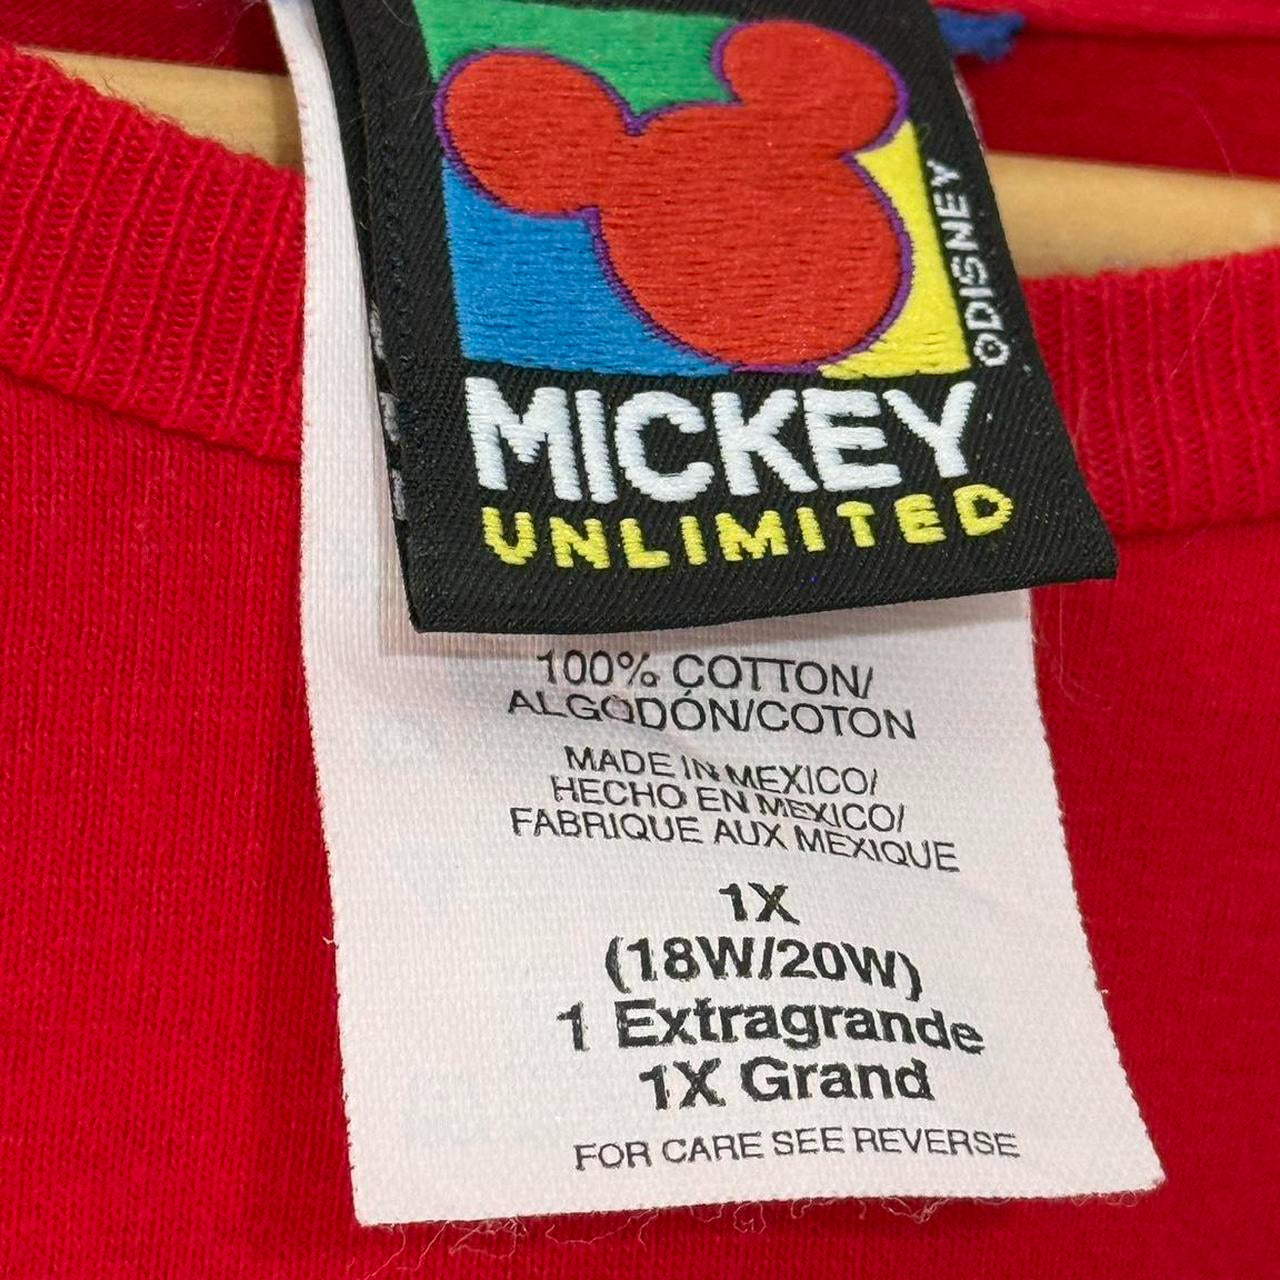 ©DISNEY
MICKEY
UNLIMITED
100% COTTON/
ALGODÓN/COTON
MADE IN MEXICO/
HECHO EN MEXICO/
FABRIQUE AUX MEXIQUE
1X
(18W/20W)
1 Extragrande
1X Grand
FOR CARE SEE REVERSE